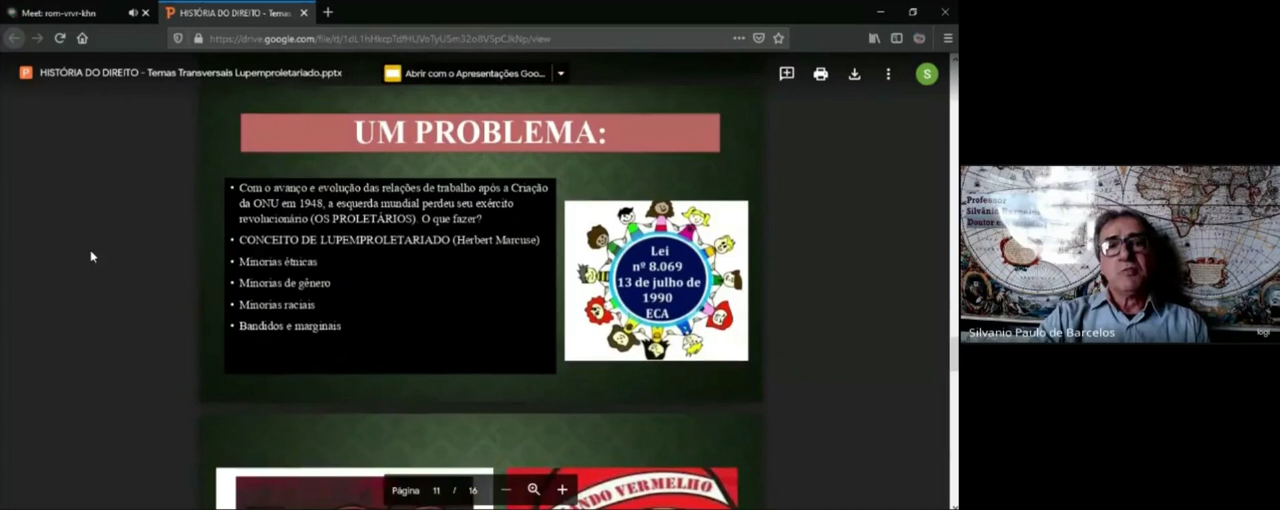 Meet: rom-vrvr-khn
HISTÓRIA DO DIREITO - Temas
https://drive.google.com/file/d/
HISTÓRIA DO DIREITO - Temas Transversais Lupemproletariado.pptx
Abrir com o Apresentações Goo...
S
UM PROBLEMA:
• Com o avanço e evolução das relações de trabalho após a Criação
da ONU em 1948, a esquerda mundial perdeu seu exército
revolucionário (OS PROLETÁRIOS). O que fazer?
• CONCEITO DE LUPEMPROLETARIADO (Herbert Marcuse)
• Minorias étnicas
• Minorias de gênero
• Minorias raciais
• Bandidos e marginais
Lei
nº 8.069
13 de julho de
1990
ECA
NDO VERMELHO
Página 11 / 16
Professor
Doutor e
Silvanio Paulo de Barcelos
logi